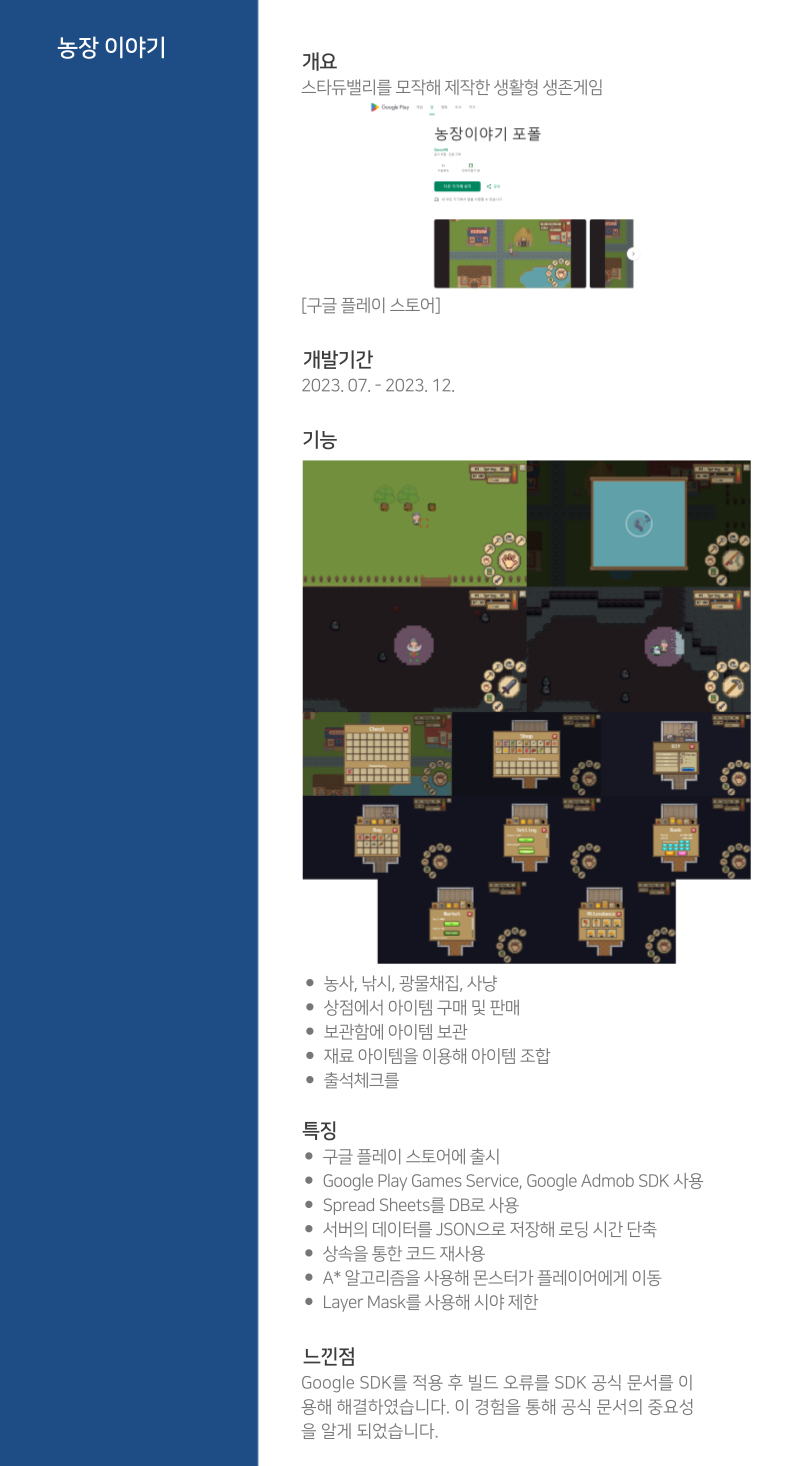 농장 이야기
개요
스타듀밸리를 모작해 제작한 생활형 생존게임
Google Play
농장이야기 포폴
[구글 플레이 스토어]
개발기간
2023. 07. - 2023. 12.
기능
Chest
Shop
DIY
Bag
Setting
Bank
Market
Attendance
농사, 낚시, 광물채집, 사냥
상점에서 아이템 구매 및 판매
보관함에 아이템 보관
재료 아이템을 이용해 아이템 조합
출석체크를
특징
구글 플레이 스토어에 출시
Google Play Games Service, Google Admob SDK 사용
Spread Sheets를 DB로 사용
서버의 데이터를 JSON으로 저장해 로딩 시간 단축
상속을 통한 코드 재사용
A* 알고리즘을 사용해 몬스터가 플레이어에게 이동
Layer Mask를 사용해 시야 제한
느낀점
Google SDK를 적용 후 빌드 오류를 SDK 공식 문서를 이
용해 해결하였습니다. 이 경험을 통해 공식 문서의 중요성
을 알게 되었습니다.